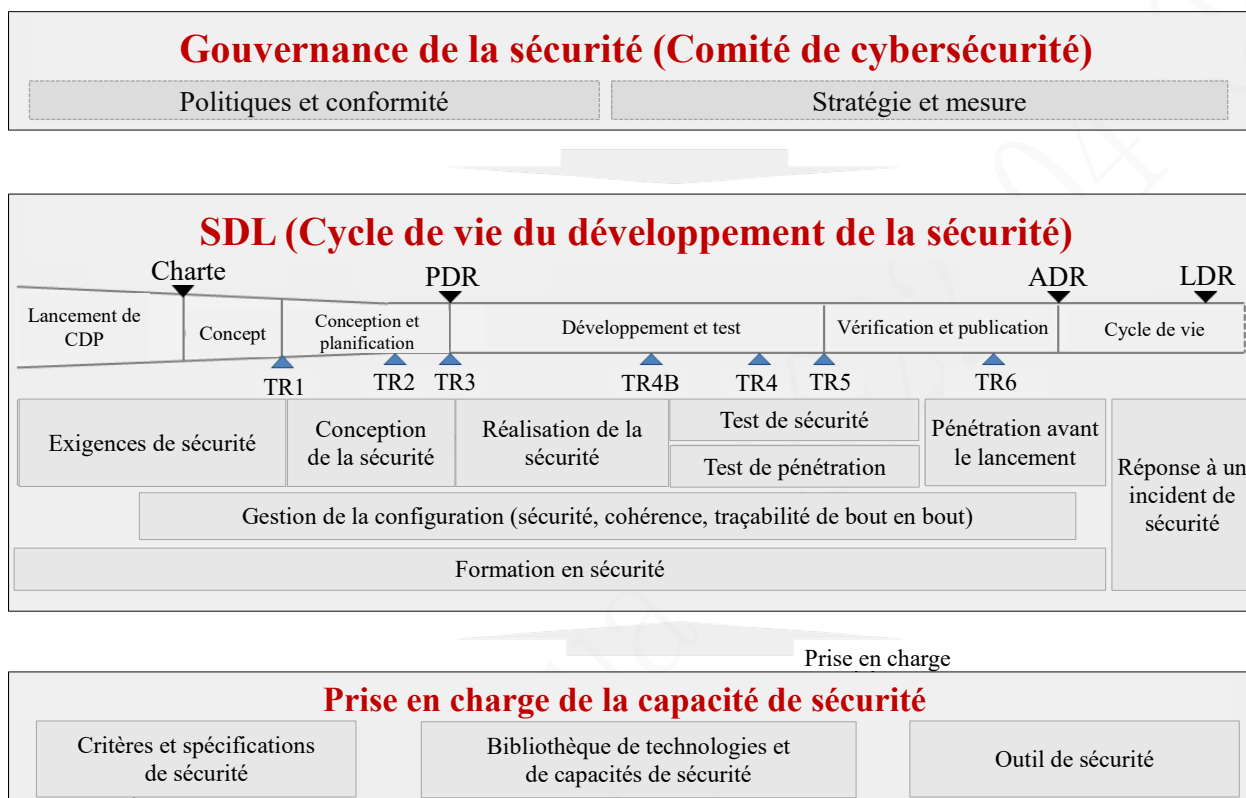 Gouvernance de la sécurité (Comité de cybersécurité)
Politiques et conformité
Stratégie et mesure
SDL (Cycle de vie du développement de la sécurité)
Charte
PDR
ADR
LDR
Lancement de
CDP
Concept
Conception et
planification
Développement et test
Vérification et publication
Cycle de vie
TR1
TR2
TR3
TR4B
TR4
TR5
TR6
Exigences de sécurité
Conception
de la sécurité
Réalisation de la
sécurité
Test de sécurité
Test de pénétration
Pénétration avant
le lancement
Réponse à un
incident de
sécurité
Gestion de la configuration (sécurité, cohérence, traçabilité de bout en bout)
Formation en sécurité
Prise en charge
Prise en charge de la capacité de sécurité
Critères et spécifications
de sécurité
Bibliothèque de technologies et
de capacités de sécurité
Outil de sécurité